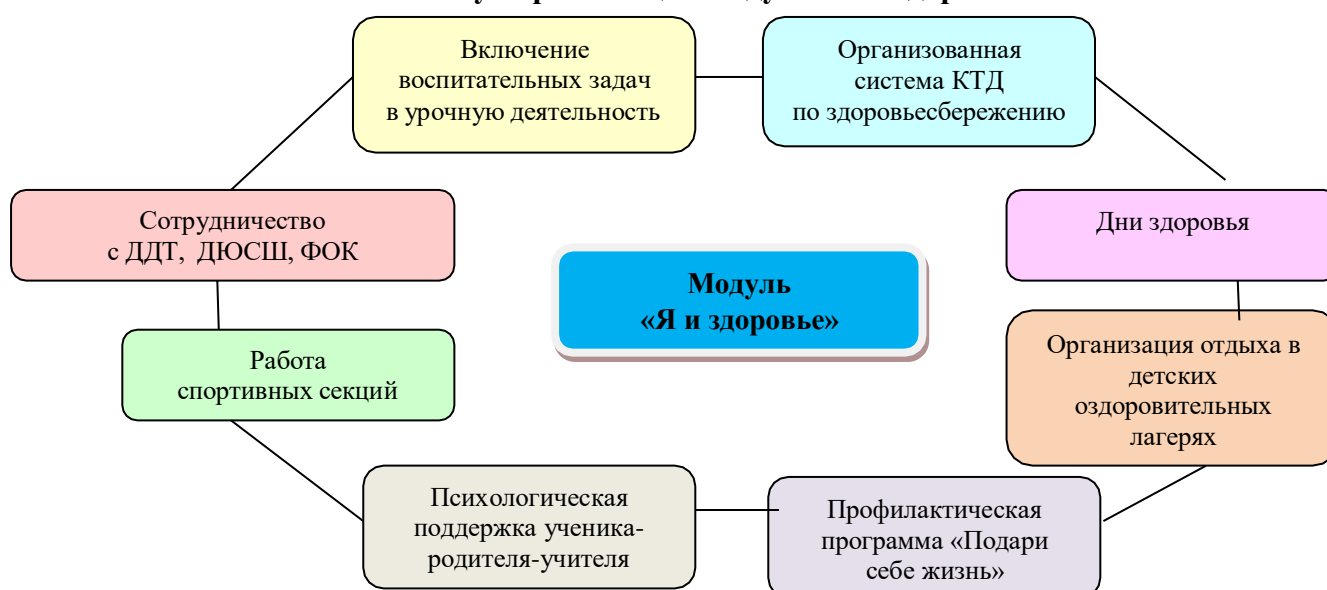 Включение
воспитательных задач
в урочную деятельность
Организованная
система КТД
по здоровьесбережению
Сотрудничество
с ДДТ, ДЮСШ, ФОК
Дни здоровья
Модуль
«Я и здоровье»
Работа
спортивных секций
Организация отдыха в
детских
оздоровительных
лагерях
Психологическая
поддержка ученика-
родителя-учителя
Профилактическая
программа «Подари
себе жизнь»